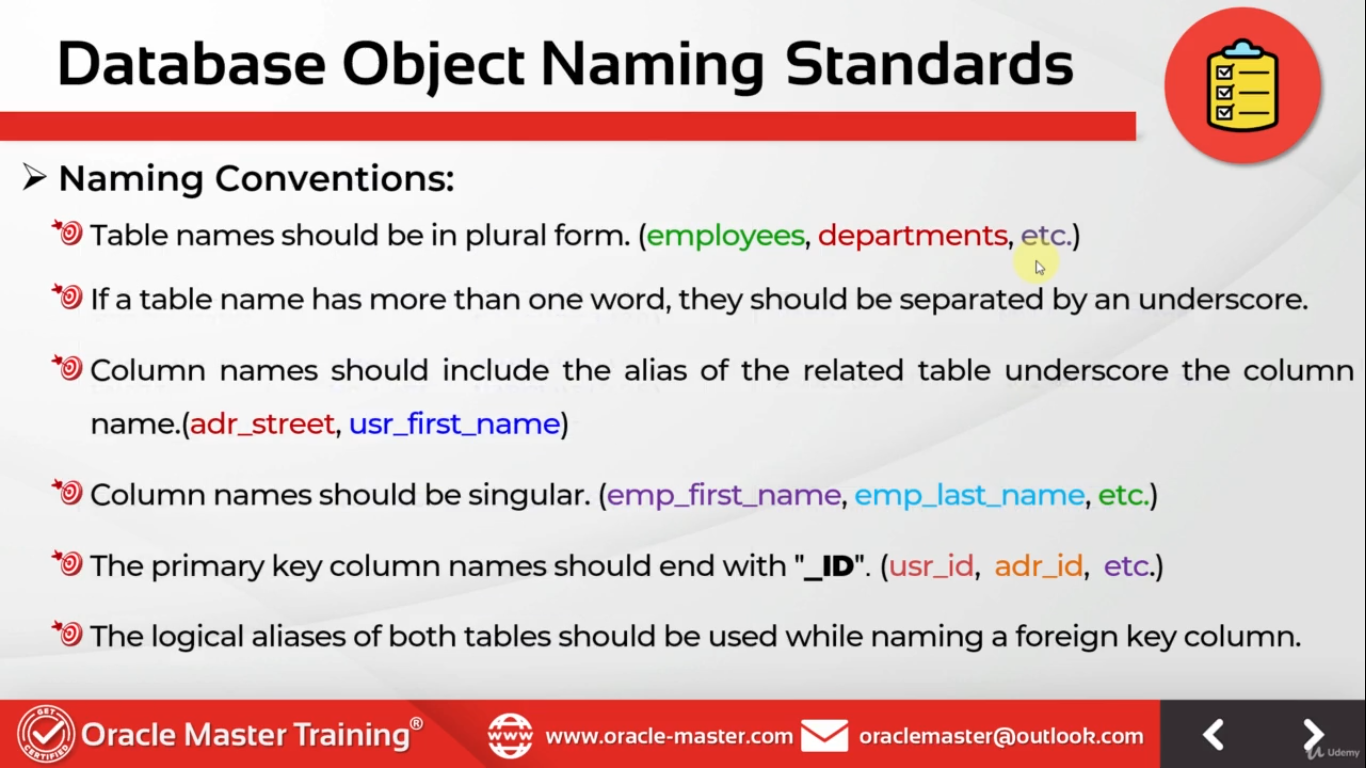 Database Object Naming Standards
Naming Conventions:
Table names should be in plural form. (employees, departments, etc.)
If a table name has more than one word, they should be separated by an underscore.
Column names should include the alias of the related table underscore the column
name.(adr_street, usr_first_name)
Column names should be singular. (emp_first_name, emp_last_name, etc.)
The primary key column names should end with "_ID". (usr_id, adr_id, etc.)
The logical aliases of both tables should be used while naming a foreign key column.
GET CERTIFIED
Oracle Master Training®
www
www.oracle-master.com
oraclemaster@outlook.com
Udemy